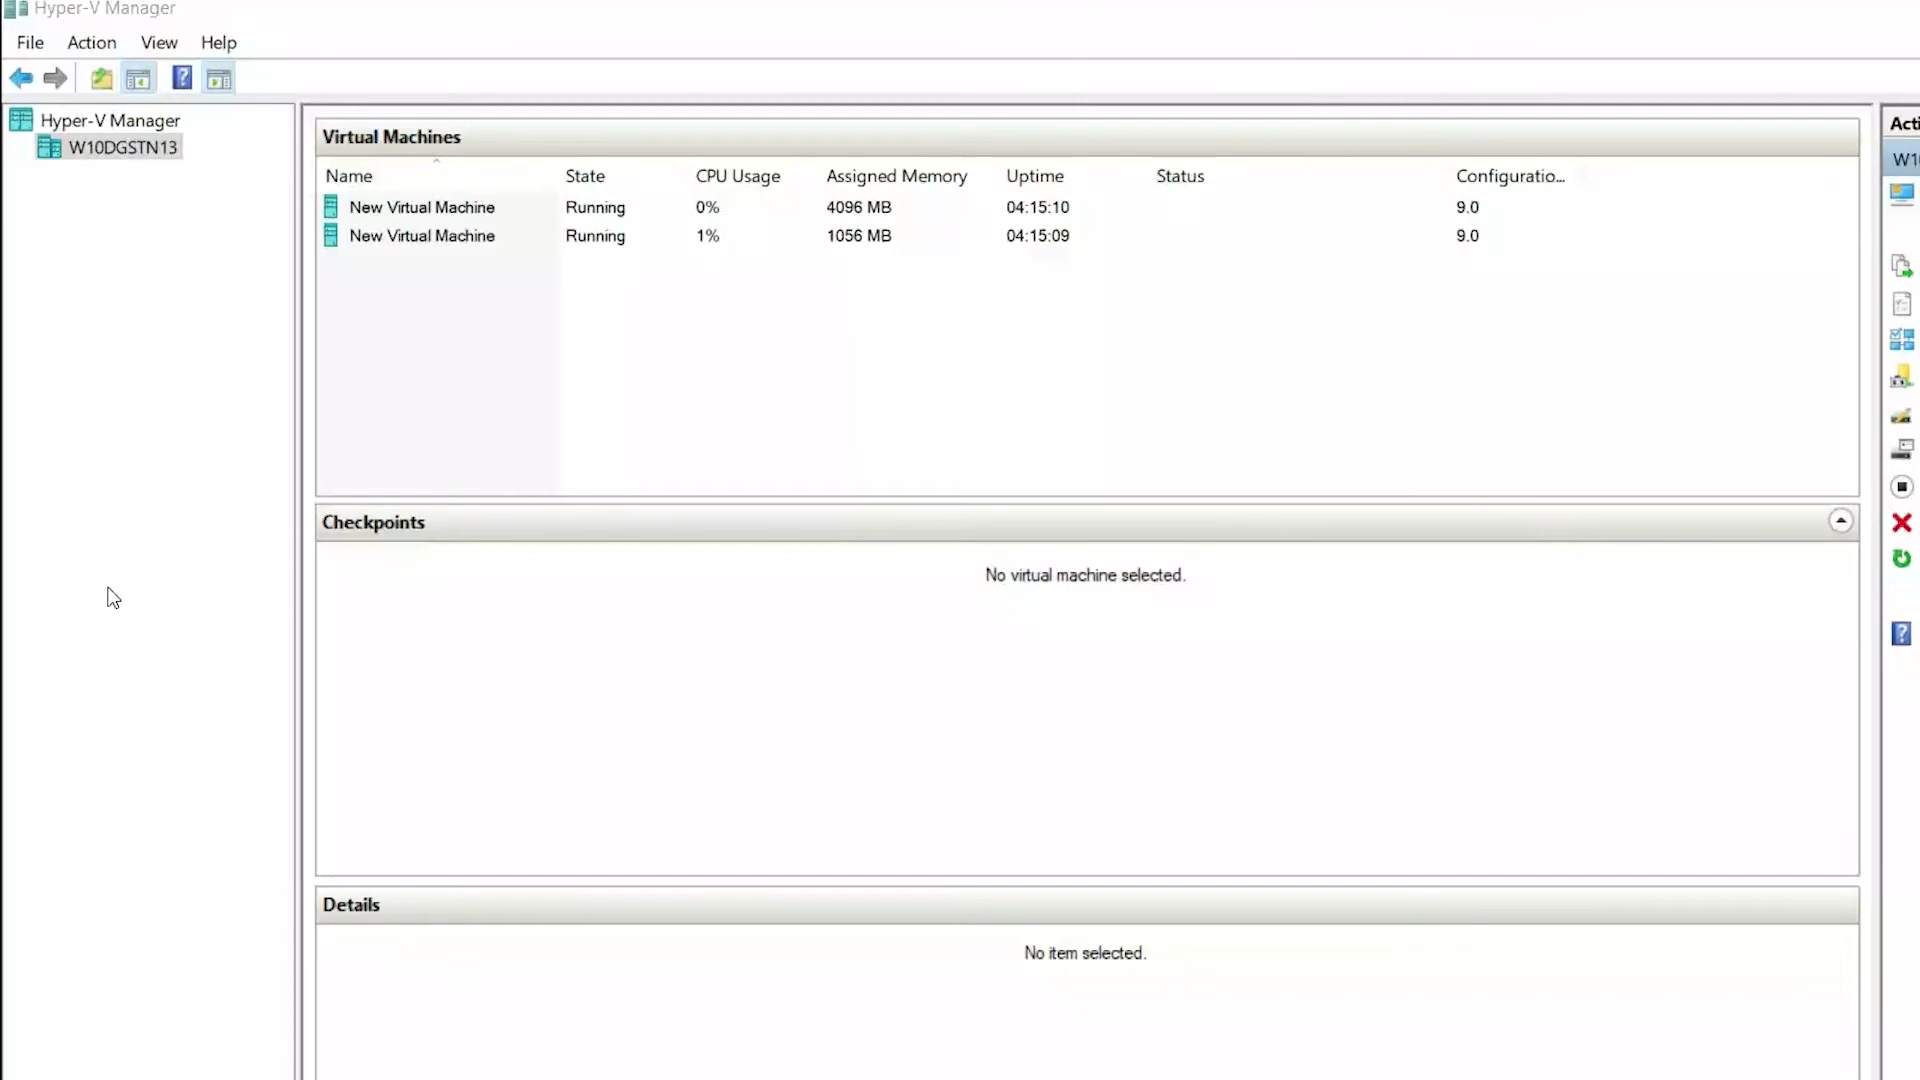 Hyper-V Manager
File Action View Help
Hyper-V Manager
W10DGSTN13
Virtual Machines
Name State CPU Usage Assigned Memory Uptime Status Configuratio...
New Virtual Machine Running 0% 4096 MB 04:15:10 9.0
New Virtual Machine Running 1% 1056 MB 04:15:09 9.0
Checkpoints
No virtual machine selected.
Details
No item selected.
Acti
W10